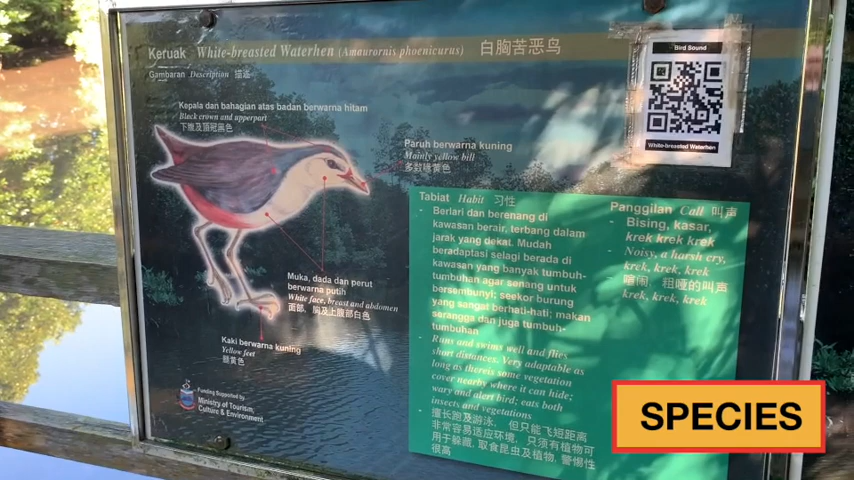 Keruak White-breasted Waterhen (Amaurornis phoenicurus) 白胸苦恶鸟
Gambaran Description 描述
Bird Sound
White-breasted Waterhen
Kepala dan bahagian atas badan berwarna hitam
Black crown and upperpart
下嘴及顶冠黑色
Paruh berwarna kuning
Mainly yellow bill
多数嘴黄色
Muka, dada dan perut
berwarna putih
White face, breast and abdomen
面部，胸及上腹部白色
Kaki berwarna kuning
Yellow feet
腿黄色
Funding Supported by
Ministry of Tourism,
Culture & Environment
Tabiat Habit 习性
- Berlari dan berenang di
kawasan berair, terbang dalam
jarak yang dekat. Mudah
beradaptasi selagi berada di
kawasan yang banyak tumbuh-
tumbuhan agar senang untuk
bersembunyi; seekor burung
yang sangat berhati-hati; makan
serangga dan juga tumbuh-
tumbuhan
- Runs and swims well and flies
short distances. Very adaptable as
long as thereis some vegetation
cover nearby where it can hide;
wary and alert bird; eats both
insects and vegetations
- 擅长跑及游泳，但只能飞短距离
非常容易适应环境，只须有植物可
用于躲藏，取食昆虫及植物，警惕性
很高
Panggilan Call 叫声
- Bising, kasar,
krek krek krek
- Noisy, a harsh cry,
krek, krek, krek
- 嘈闹、粗哑的叫声
krek, krek, krek
SPECIES